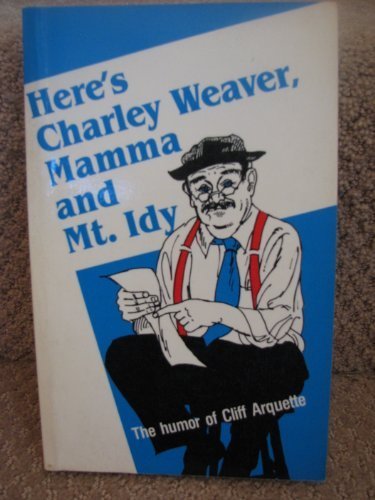 Here's
Charley Weaver,
Mamma
and
Mt. Idy
The humor of Cliff Arquette